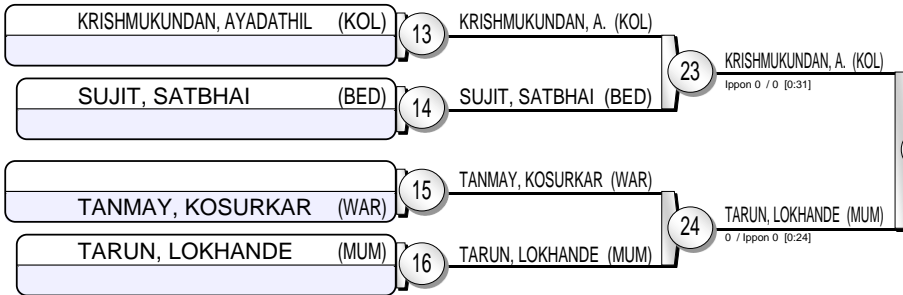 KRISHMUKUNDAN, AYADATHIL (KOL)
13
KRISHMUKUNDAN, A. (KOL)
23
KRISHMUKUNDAN, A. (KOL)
Ippon 0 / 0 [0:31]
SUJIT, SATBHAI (BED)
14
SUJIT, SATBHAI (BED)
15
TANMAY, KOSURKAR (WAR)
TANMAY, KOSURKAR (WAR)
24
TARUN, LOKHANDE (MUM)
0 / Ippon 0 [0:24]
TARUN, LOKHANDE (MUM)
16
TARUN, LOKHANDE (MUM)